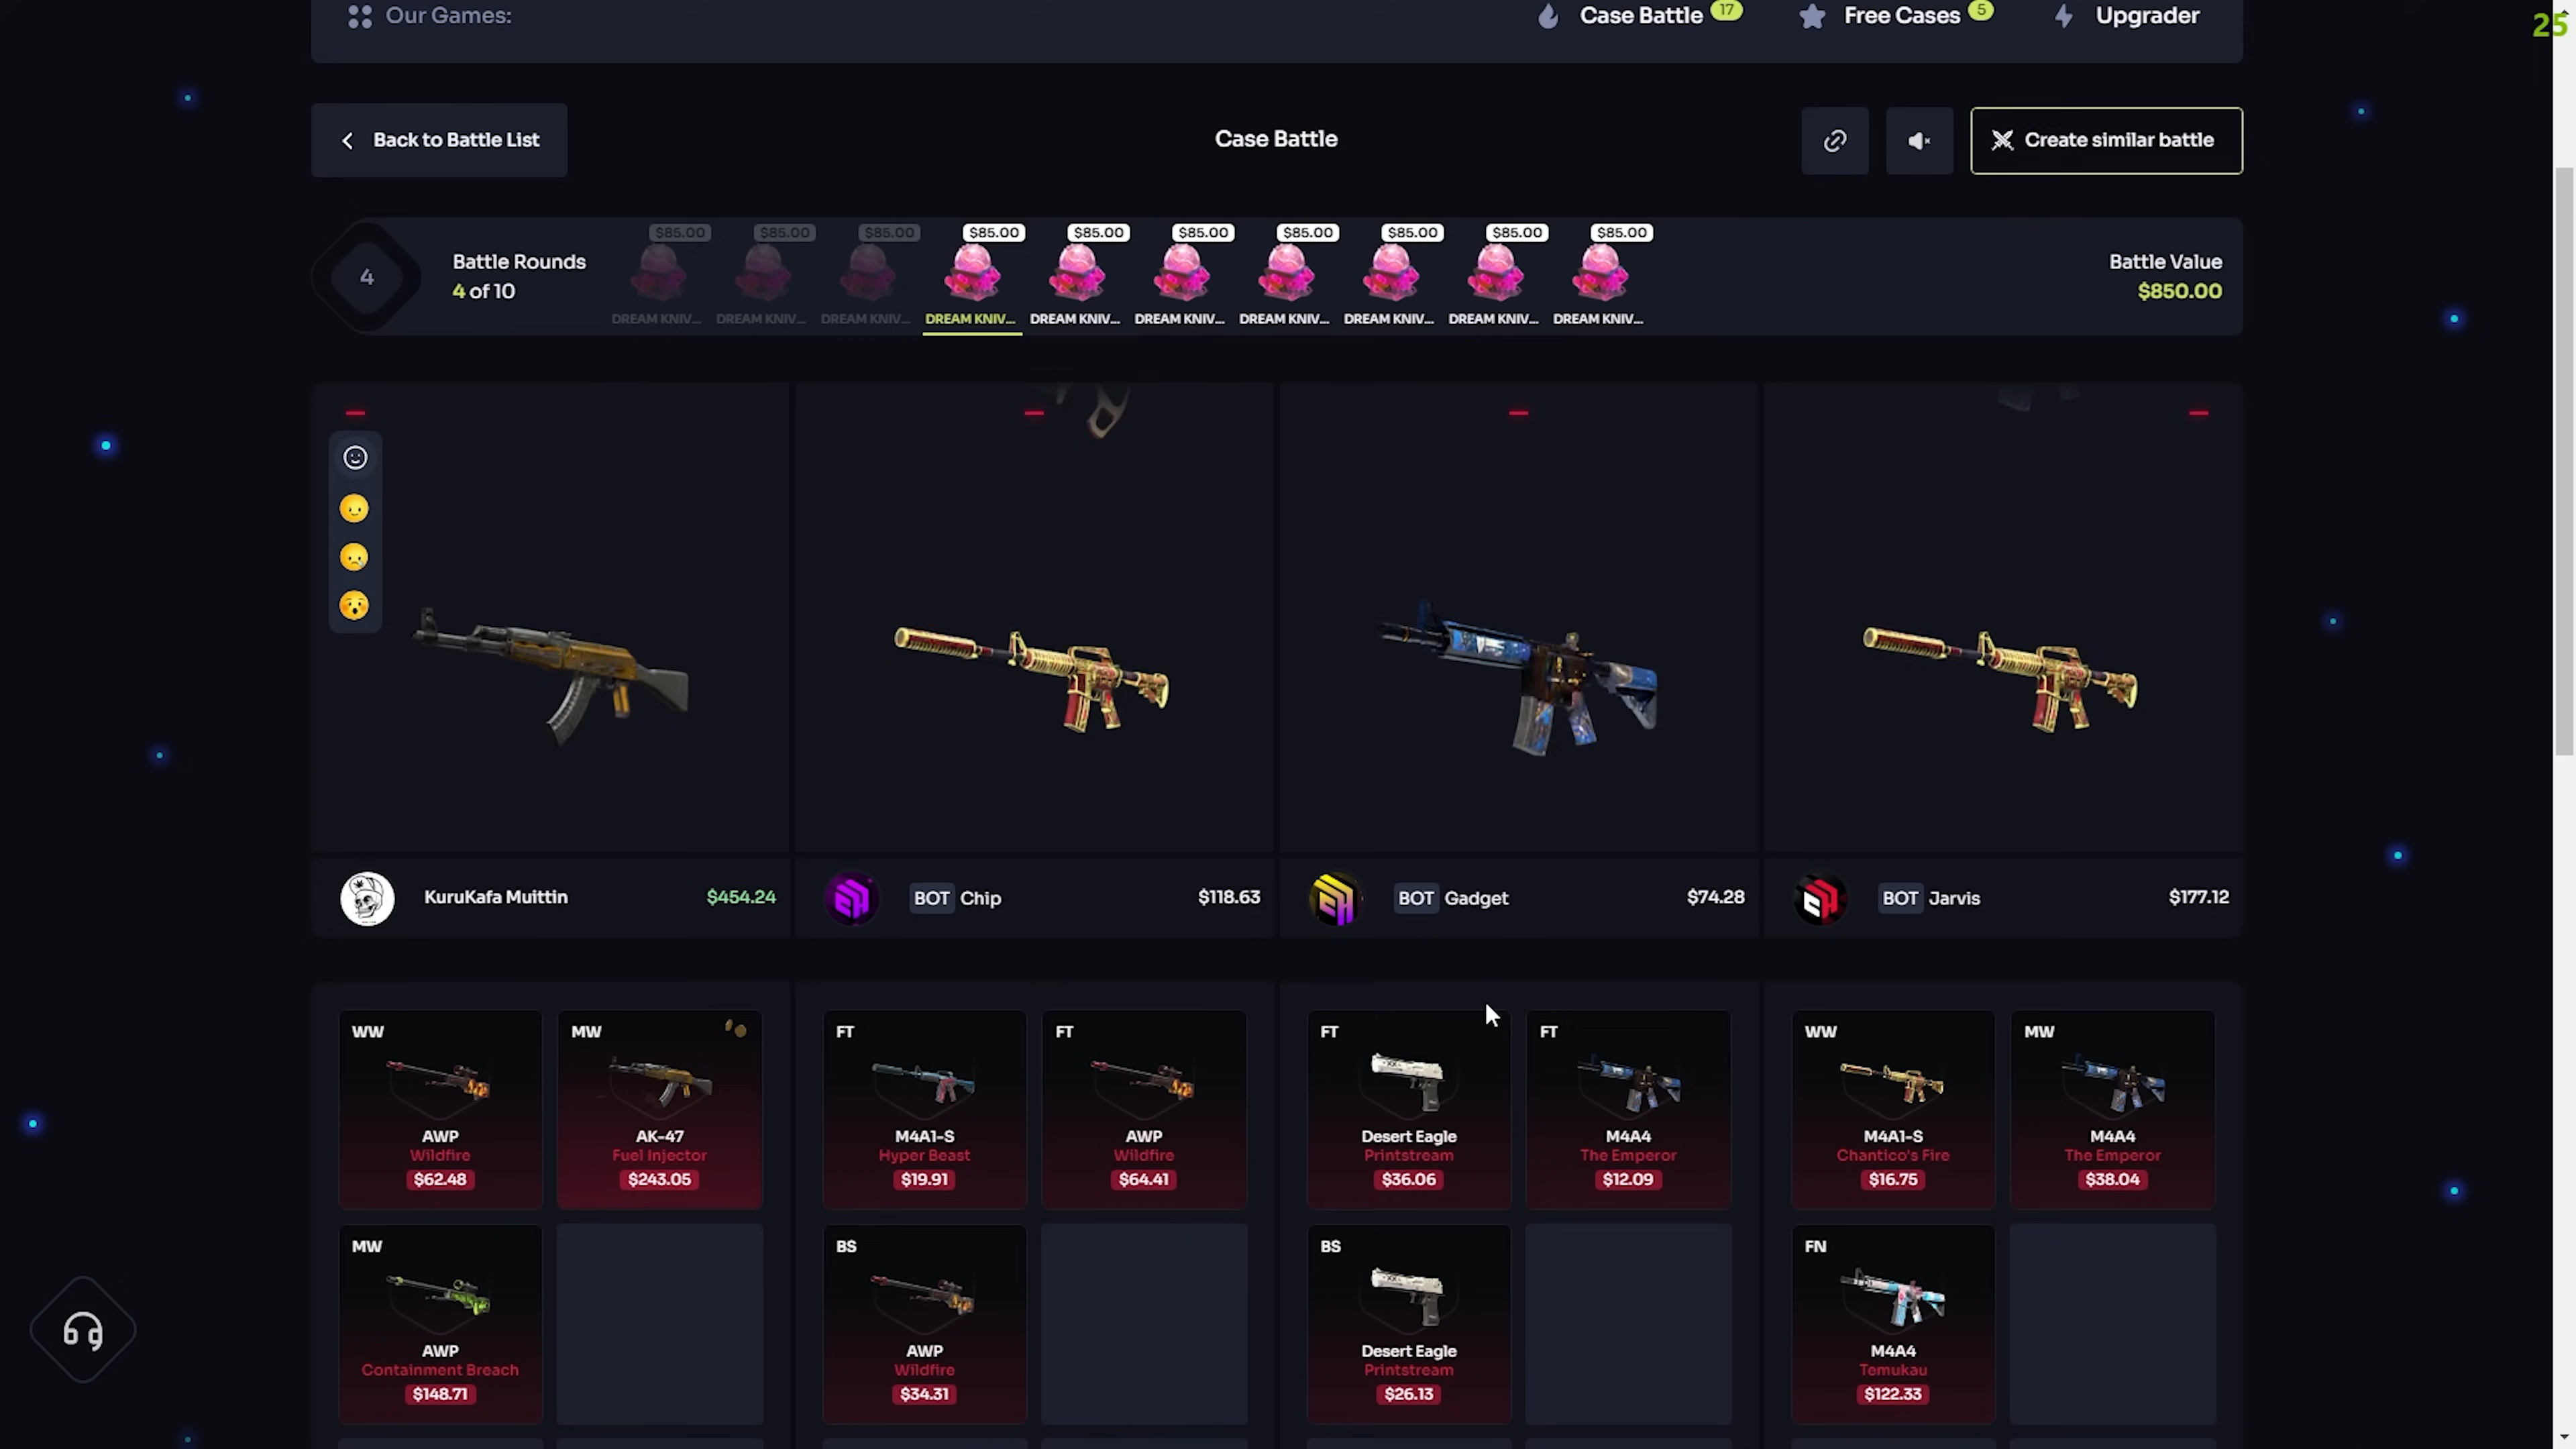 Our Games:
Case Battle 17
Free Cases 5
Upgrader
25
Back to Battle List
Case Battle
Create similar battle
4
Battle Rounds
4 of 10
$85.00 $85.00 $85.00 $85.00 $85.00 $85.00 $85.00 $85.00 $85.00 $85.00
DREAM KNIV... DREAM KNIV... DREAM KNIV... DREAM KNIV... DREAM KNIV... DREAM KNIV... DREAM KNIV... DREAM KNIV... DREAM KNIV... DREAM KNIV...
Battle Value
$850.00
KuruKafa Muittin $454.24
BOT Chip $118.63
BOT Gadget $74.28
BOT Jarvis $177.12
WW
AWP
Wildfire
$62.48
MW
AK-47
Fuel Injector
$243.05
FT
M4A1-S
Hyper Beast
$19.91
FT
AWP
Wildfire
$64.41
FT
Desert Eagle
Printstream
$36.06
FT
M4A4
The Emperor
$12.09
WW
M4A1-S
Chantico's Fire
$16.75
MW
M4A4
The Emperor
$38.04
MW
AWP
Containment Breach
$148.71
BS
AWP
Wildfire
$34.31
BS
Desert Eagle
Printstream
$26.13
FN
M4A4
Temukau
$122.33